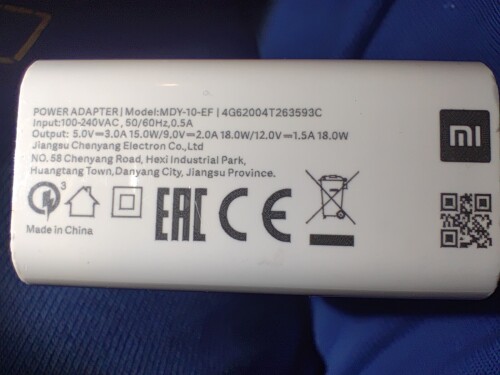 POWER ADAPTER | Model:MDY-10-EF | 4G62004T263593C
Input:100-240VAC , 50/60Hz,0.5A
Output: 5.0V⎓3.0A 15.0W/9.0V⎓2.0A 18.0W/12.0V⎓1.5A 18.0W
Jiangsu Chenyang Electron Co.,Ltd
NO. 58 Chenyang Road, Hexi Industrial Park,
Huangtang Town,Danyang City, Jiangsu Province.
mi
3
EAC CE
Made in China